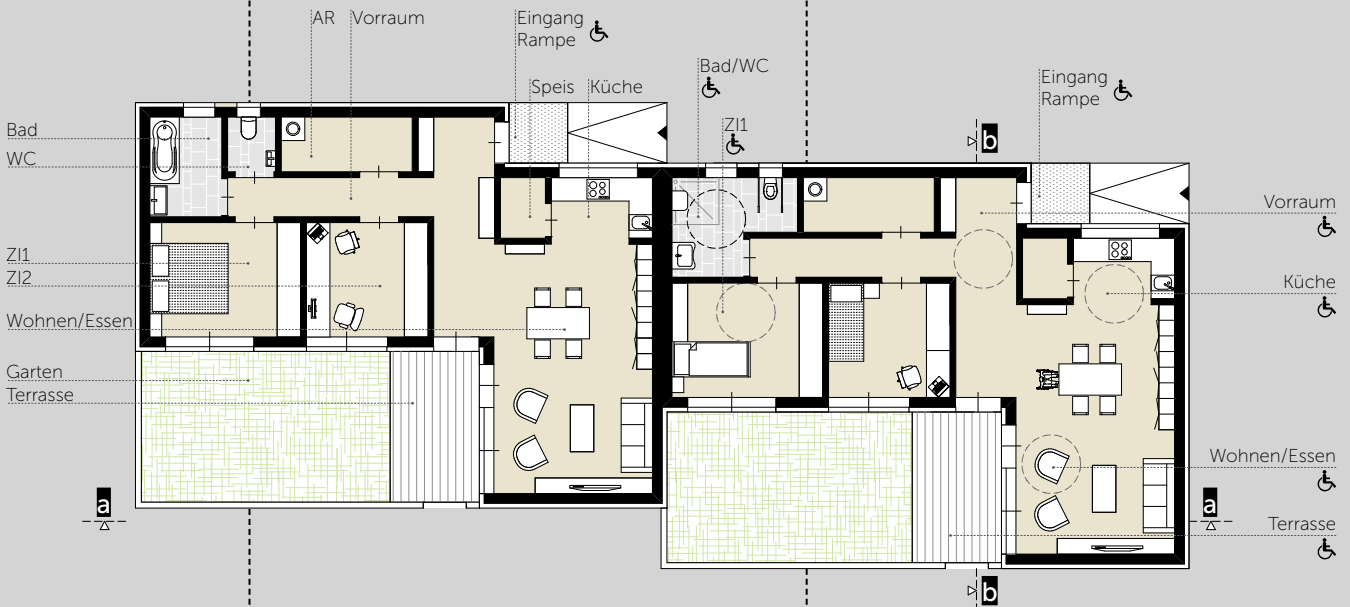 AR
Vorraum
Eingang
Rampe
Speis
Küche
Bad/WC
ZI1
Eingang
Rampe
b
Bad
WC
ZI1
ZI2
Wohnen/Essen
Garten
Terrasse
a
Vorraum
Küche
Wohnen/Essen
a
Terrasse
b